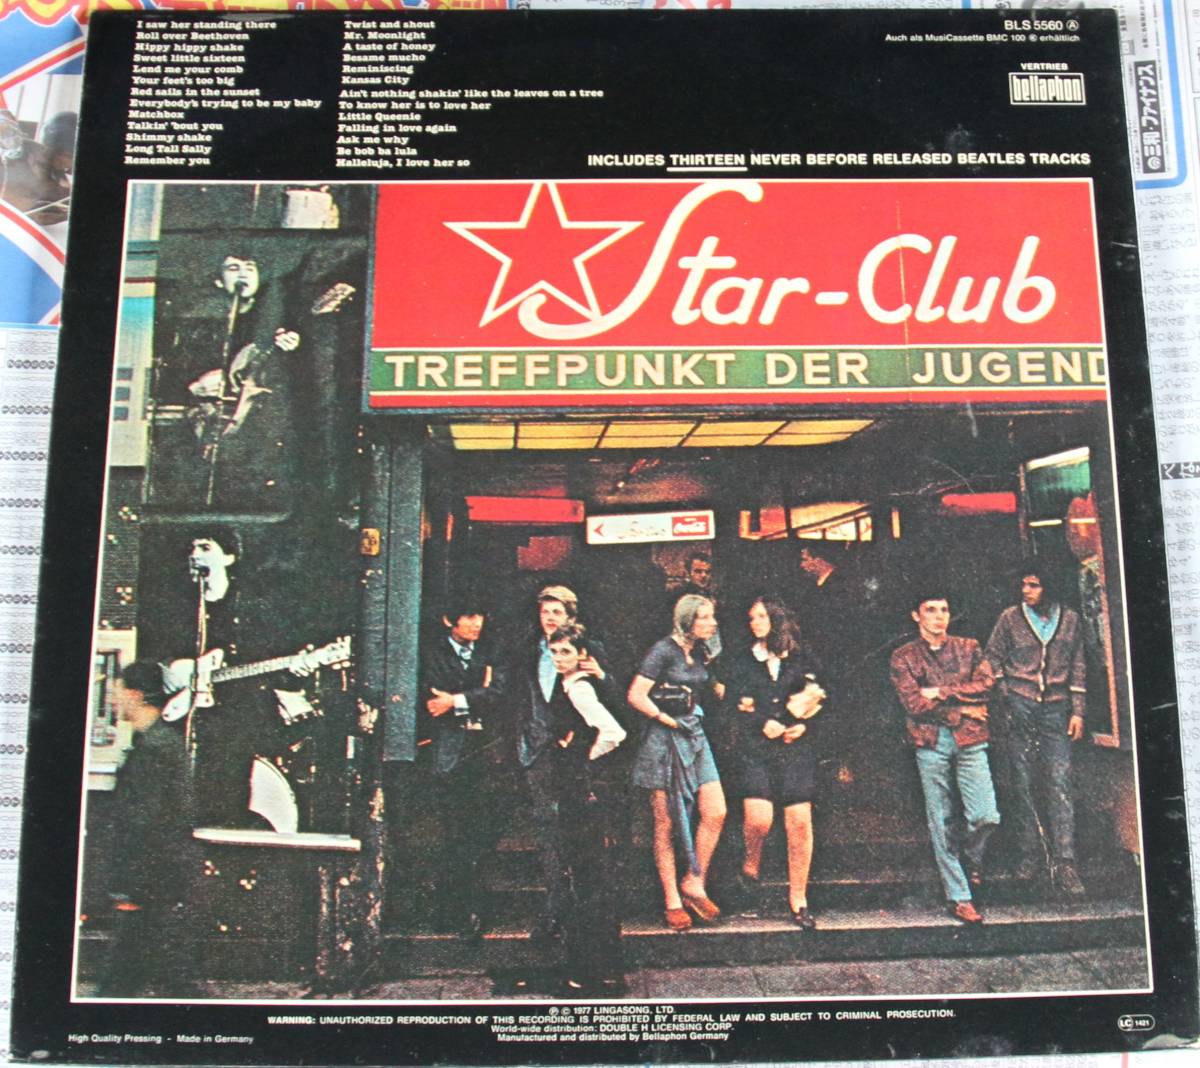 I saw her standing there
Roll over Beethoven
Hippy hippy shake
Sweet little sixteen
Lend me your comb
Your feet's too big
Red sails in the sunset
Everybody's trying to be my baby
Matchbox
Talkin' 'bout you
Shimmy shake
Long Tall Sally
Remember you
Twist and shout
Mr. Moonlight
A taste of honey
Besame mucho
Reminiscing
Kansas City
Ain't nothing shakin' like the leaves on a tree
To know her is to love her
Little Queenie
Falling in love again
Ask me why
Be bob ba lula
Halleluja, I love her so
BLS 5560 Ⓐ
Auch als MusiCassette BMC 100 Ⓚ erhältlich
VERTRIEB
bellaphon
INCLUDES THIRTEEN NEVER BEFORE RELEASED BEATLES TRACKS
Star-Club
TREFFPUNKT DER JUGEND
Coca-Cola
Ⓟ © 1977 LINGASONG, LTD.
WARNING: UNAUTHORIZED REPRODUCTION OF THIS RECORDING IS PROHIBITED BY FEDERAL LAW AND SUBJECT TO CRIMINAL PROSECUTION.
World-wide distribution: DOUBLE H LICENSING CORP.
Manufactured and distributed by Bellaphon Germany
High Quality Pressing - Made in Germany
LC 1421
三和・ファイナンス